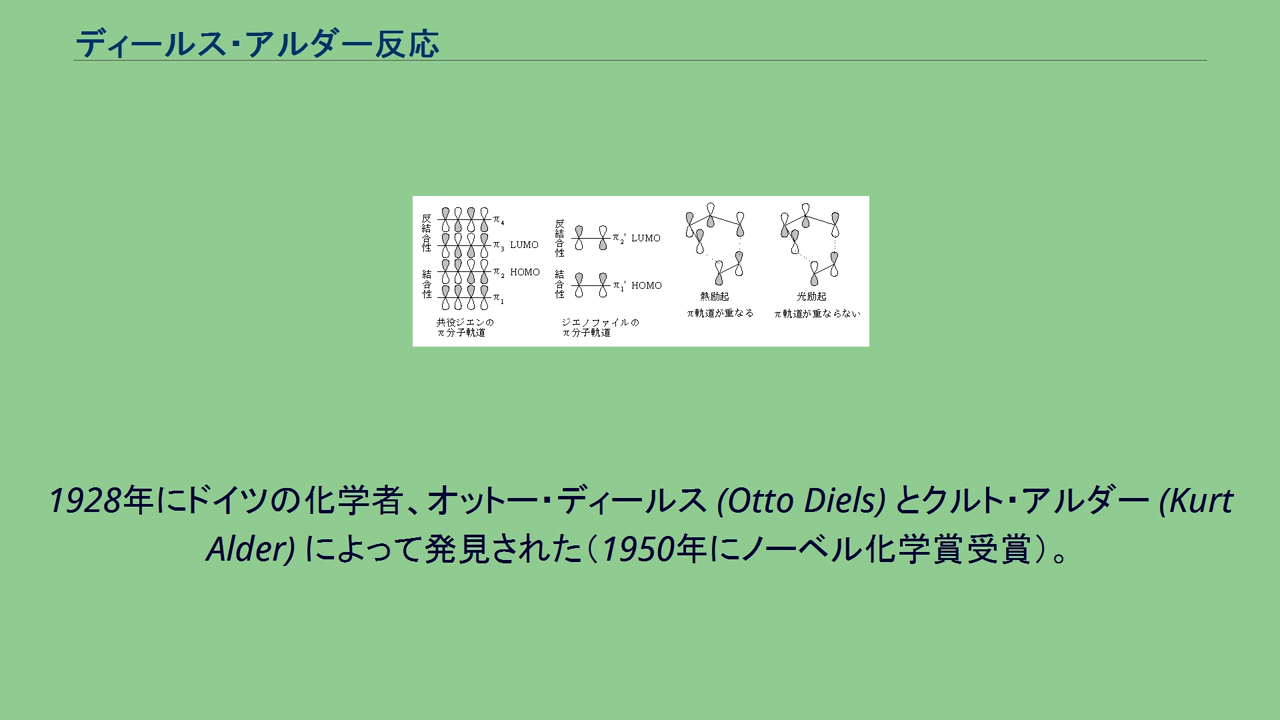 ディールス・アルダー反応
反結合性
π4
π3 LUMO
結合性
π2 HOMO
π1
共役ジエンの
π分子軌道
反結合性
π2' LUMO
結合性
π1' HOMO
ジエノファイルの
π分子軌道
熱励起
π軌道が重なる
光励起
π軌道が重ならない
1928年にドイツの化学者、オットー・ディールス (Otto Diels) とクルト・アルダー (Kurt
Alder) によって発見された（1950年にノーベル化学賞受賞）。